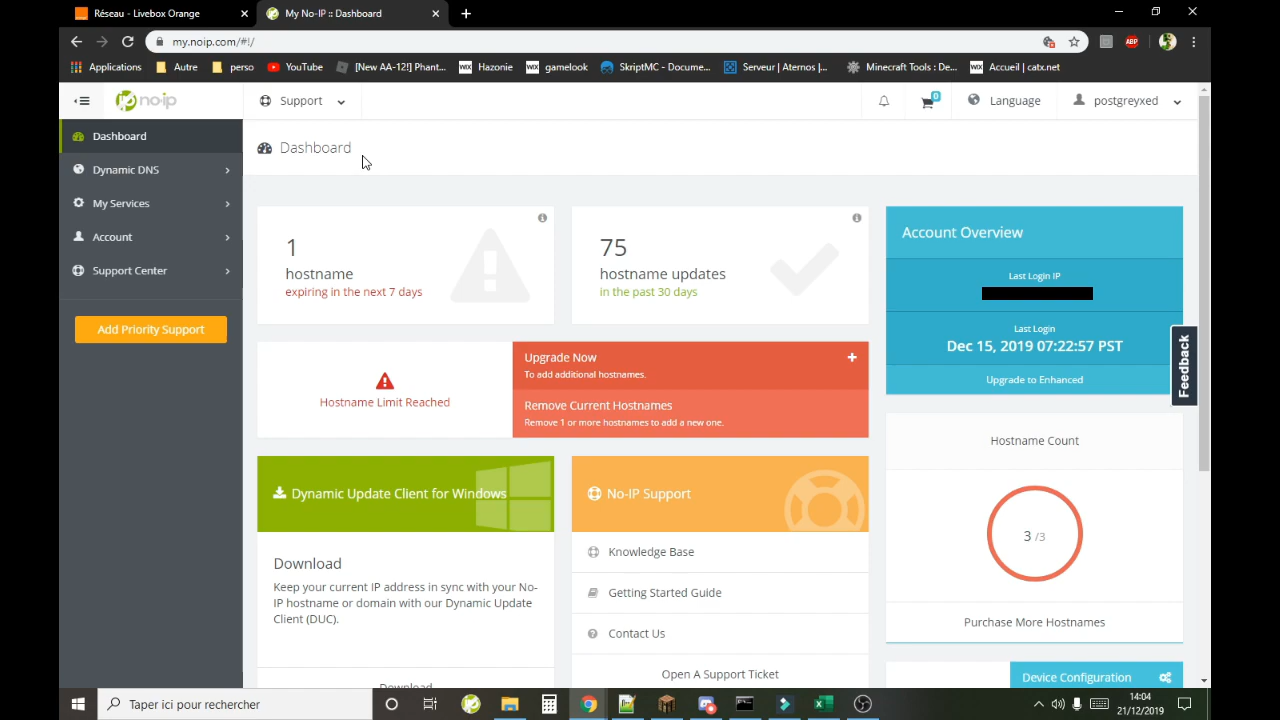 Réseau - Livebox Orange
My No-IP :: Dashboard
my.noip.com/#!/
Applications
Autre
perso
YouTube
[New AA-12!] Phant...
WIX
Hazonie
WIX
gamelook
SkriptMC - Docume...
Serveur | Aternos |...
Minecraft Tools : De...
WIX
Accueil | catx.net
ABP
no-ip
Support
0
Language
postgreyxed
Dashboard
Dynamic DNS
My Services
Account
Support Center
Add Priority Support
Dashboard
1
hostname
expiring in the next 7 days
75
hostname updates
in the past 30 days
Account Overview
Last Login IP
Last Login
Dec 15, 2019 07:22:57 PST
Upgrade to Enhanced
Feedback
Hostname Limit Reached
Upgrade Now
To add additional hostnames.
Remove Current Hostnames
Remove 1 or more hostnames to add a new one.
Hostname Count
3 /3
Purchase More Hostnames
Dynamic Update Client for Windows
Download
Keep your current IP address in sync with your No-
IP hostname or domain with our Dynamic Update
Client (DUC).
Download
No-IP Support
Knowledge Base
Getting Started Guide
Contact Us
Open A Support Ticket
Device Configuration
Taper ici pour rechercher
14:04
21/12/2019